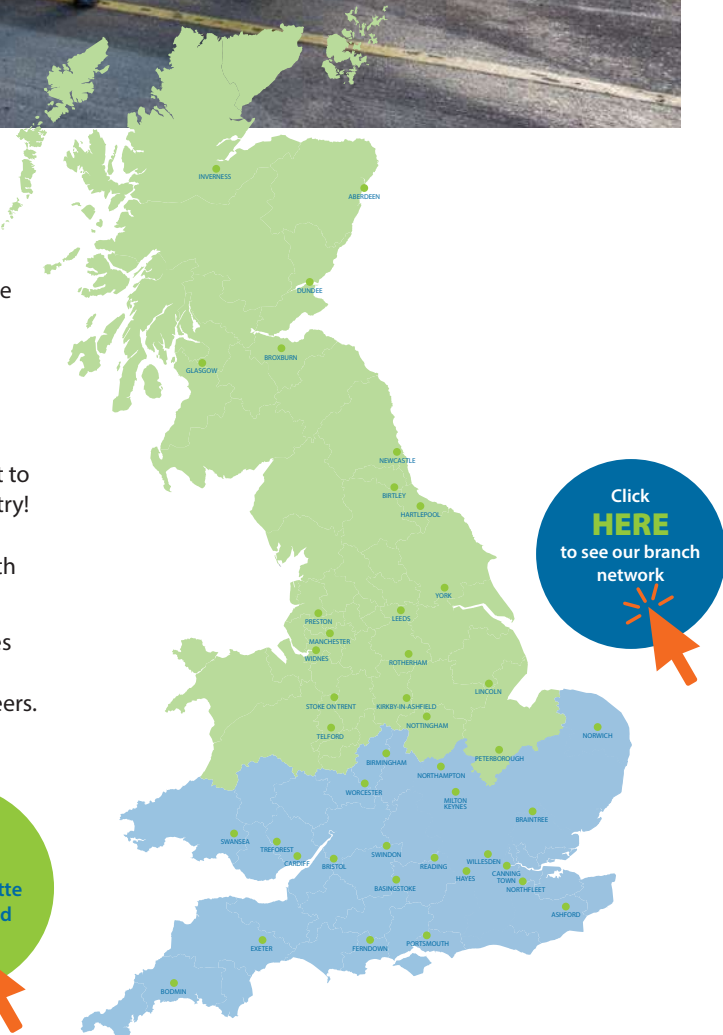 e
t to
try!
th
es
eers.
INVERNESS
ABERDEEN
DUNDEE
BROXBURN
GLASGOW
NEWCASTLE
BIRTLEY
HARTLEPOOL
YORK
LEEDS
PRESTON
MANCHESTER
WIDNES
ROTHERHAM
LINCOLN
STOKE ON TRENT
KIRKBY-IN-ASHFIELD
NOTTINGHAM
TELFORD
NORWICH
PETERBOROUGH
BIRMINGHAM
NORTHAMPTON
WORCESTER
MILTON
KEYNES
BRAINTREE
SWANSEA
TREFOREST
CARDIFF
BRISTOL
SWINDON
READING
WILLESDEN
HAYES
CANNING
TOWN
NORTHFLEET
BASINGSTOKE
ASHFORD
EXETER
FERNDOWN
PORTSMOUTH
BODMIN
Click
HERE
to see our branch
network
tte
d